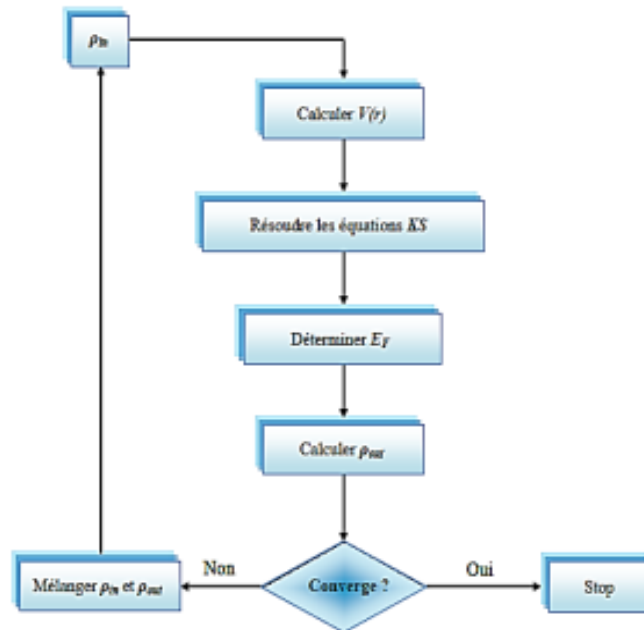 ρin
Calculer V(r)
Résoudre les équations KS
Déterminer EF
Calculer ρout
Converge ?
Non
Oui
Mélanger ρin et ρout
Stop